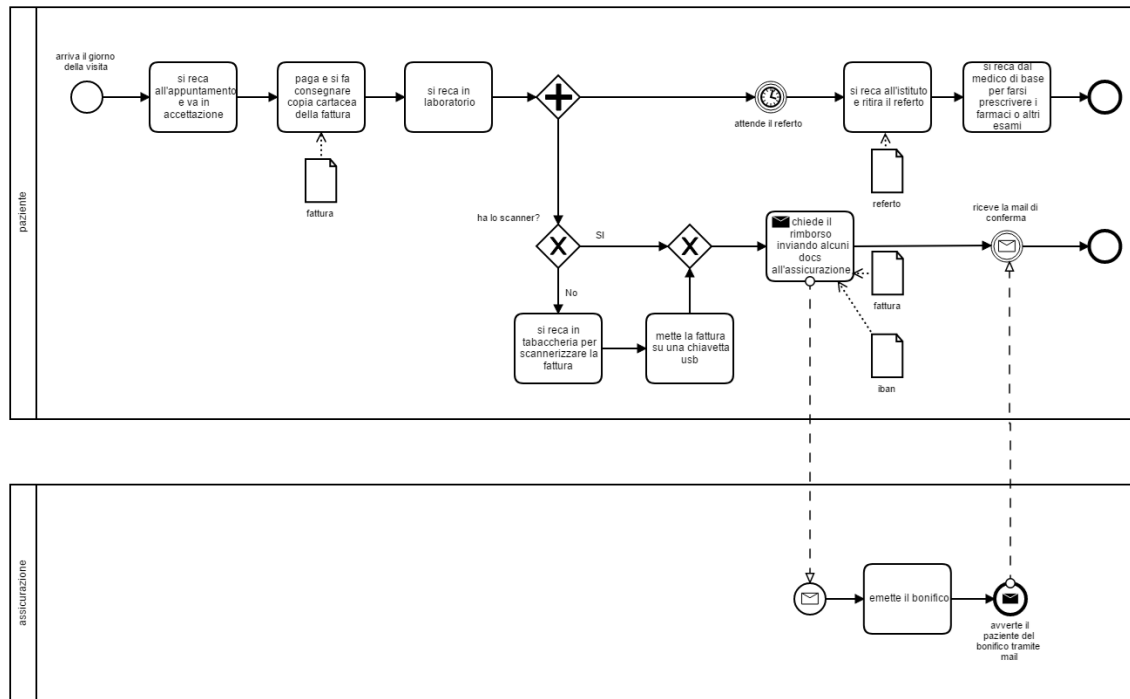 paziente
arriva il giorno
della visita
si reca
all'appuntamento
e va in
accettazione
paga e si fa
consegnare
copia cartacea
della fattura
fattura
si reca in
laboratorio
attende il referto
si reca all'istituto
e ritira il referto
referto
si reca dal
medico di base
per farsi
prescrivere i
farmaci o altri
esami
ha lo scanner?
SI
No
si reca in
tabaccheria per
scannerizzare la
fattura
mette la fattura
su una chiavetta
usb
chiede il
rimborso
inviando alcuni
docs
all'assicurazione
fattura
iban
riceve la mail di
conferma
assicurazione
emette il bonifico
avverte il
paziente del
bonifico tramite
mail